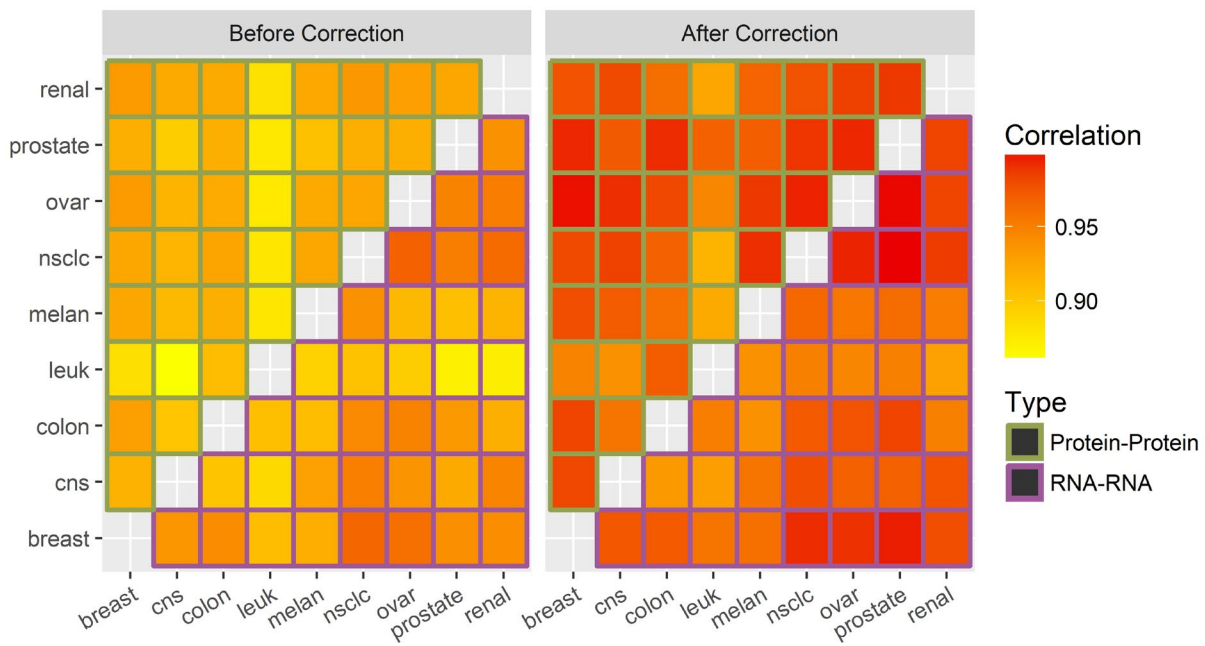 Before Correction
After Correction
renal
prostate
ovar
nsclc
melan
leuk
colon
cns
breast
breast cns colon leuk melan nsclc ovar prostate renal
breast cns colon leuk melan nsclc ovar prostate renal
Correlation
0.95
0.90
Type
Protein-Protein
RNA-RNA